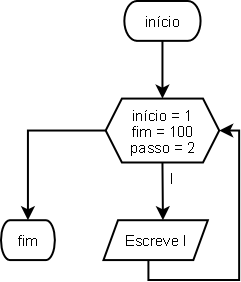 início
início = 1
fim = 100
passo = 2
I
fim
Escreve I